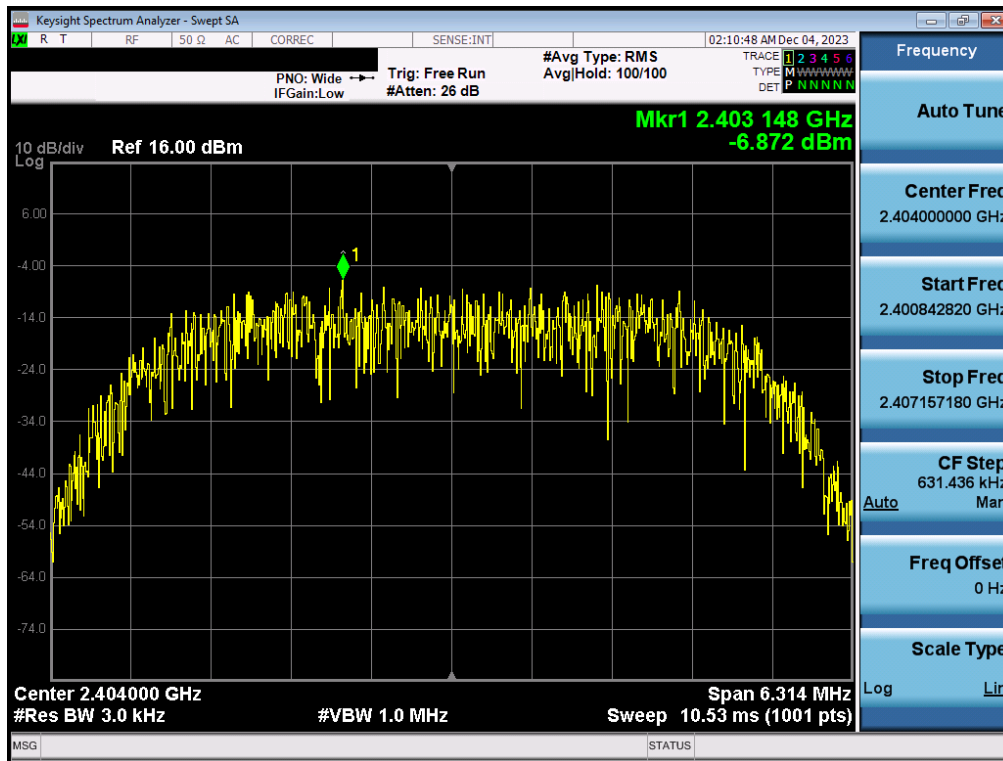 Keysight Spectrum Analyzer - Swept SA
LXI R T RF 50 Ω AC CORREC SENSE:INT 02:10:48 AM Dec 04, 2023
PNO: Wide
IFGain:Low
Trig: Free Run
#Atten: 26 dB
#Avg Type: RMS
Avg|Hold: 100/100
TRACE 1 2 3 4 5 6
TYPE M WWWWW
DET P N N N N N
Mkr1 2.403 148 GHz
-6.872 dBm
10 dB/div
Log
Ref 16.00 dBm
6.00
-4.00
-14.0
-24.0
-34.0
-44.0
-54.0
-64.0
-74.0
1
Center 2.404000 GHz
#Res BW 3.0 kHz
#VBW 1.0 MHz
Span 6.314 MHz
Sweep 10.53 ms (1001 pts)
MSG
STATUS
Frequency
Auto Tune
Center Freq
2.404000000 GHz
Start Freq
2.400842820 GHz
Stop Freq
2.407157180 GHz
CF Step
631.436 kHz
Auto Man
Freq Offset
0 Hz
Scale Type
Log Lin